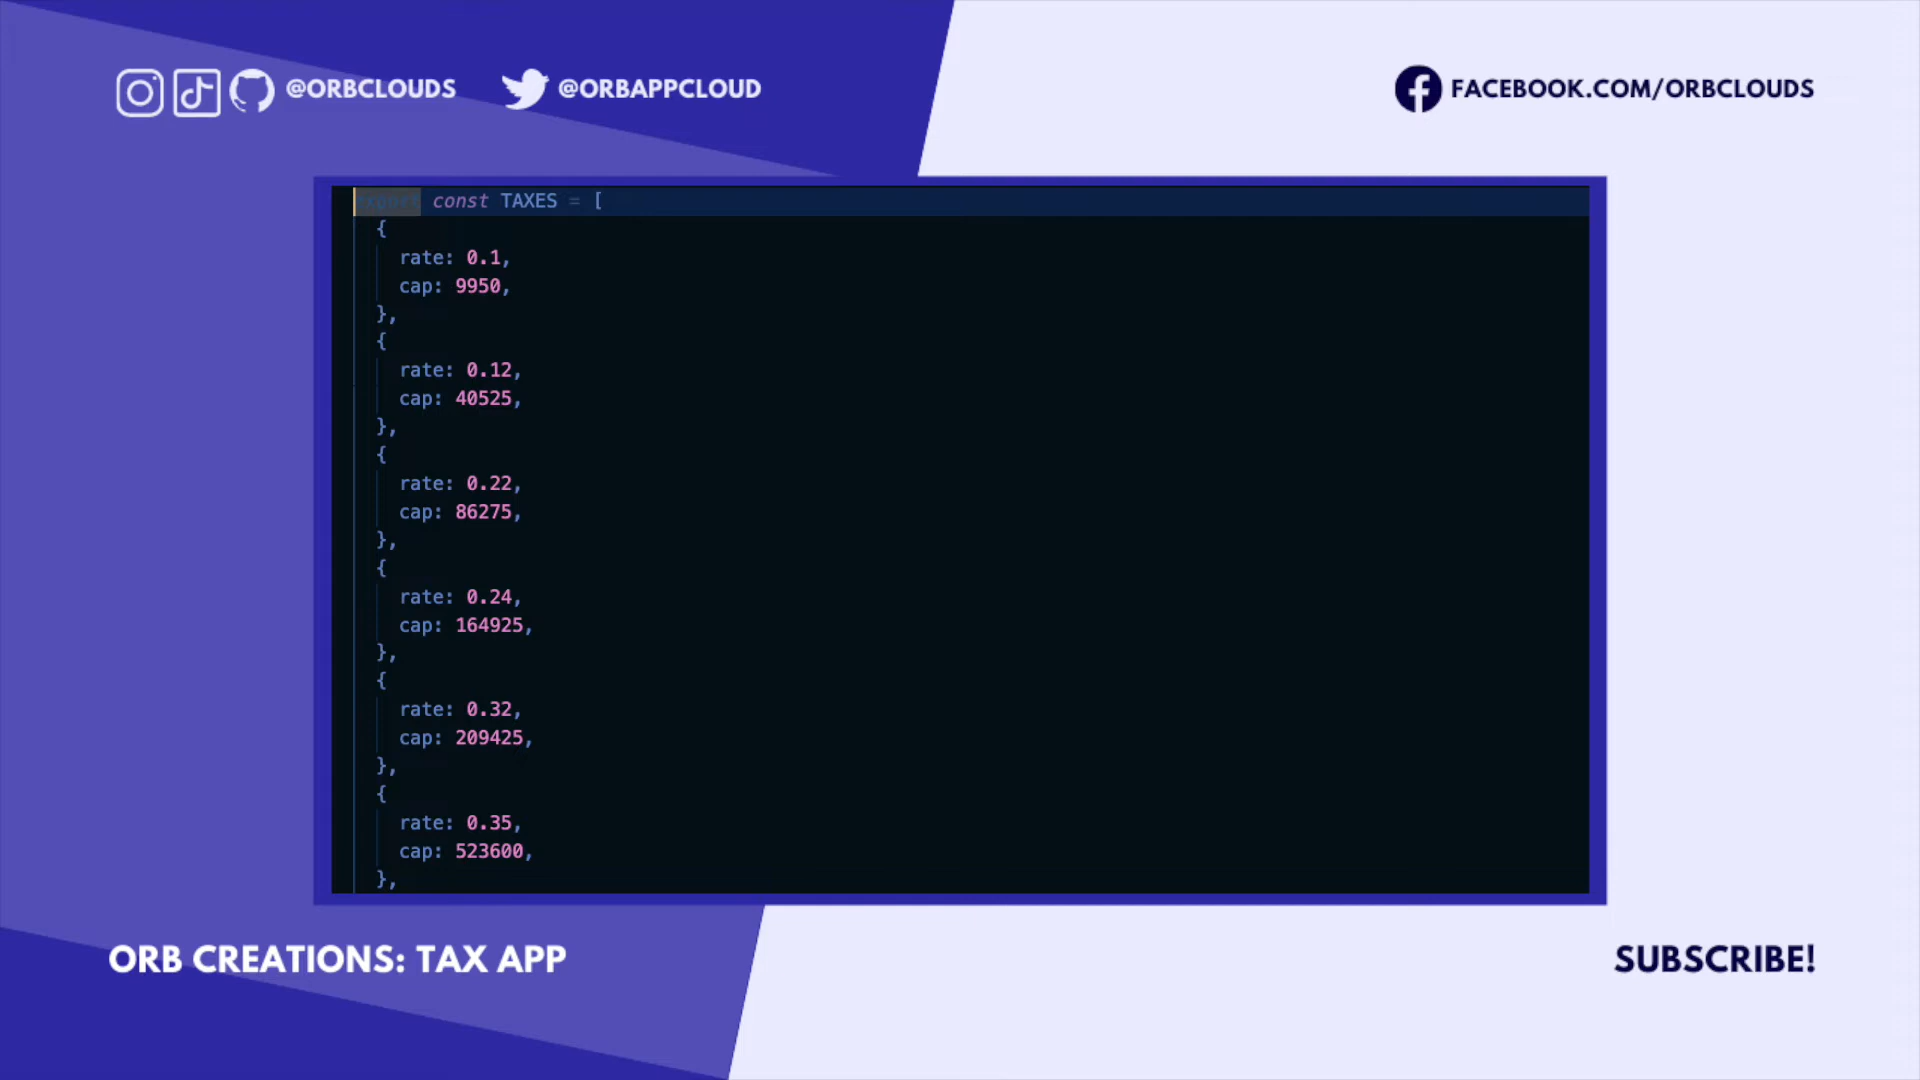 @ORBCLOUDS @ORBAPPCLOUD FACEBOOK.COM/ORBCLOUDS
export const TAXES = [
{
rate: 0.1,
cap: 9950,
},
{
rate: 0.12,
cap: 40525,
},
{
rate: 0.22,
cap: 86275,
},
{
rate: 0.24,
cap: 164925,
},
{
rate: 0.32,
cap: 209425,
},
{
rate: 0.35,
cap: 523600,
},
ORB CREATIONS: TAX APP
SUBSCRIBE!